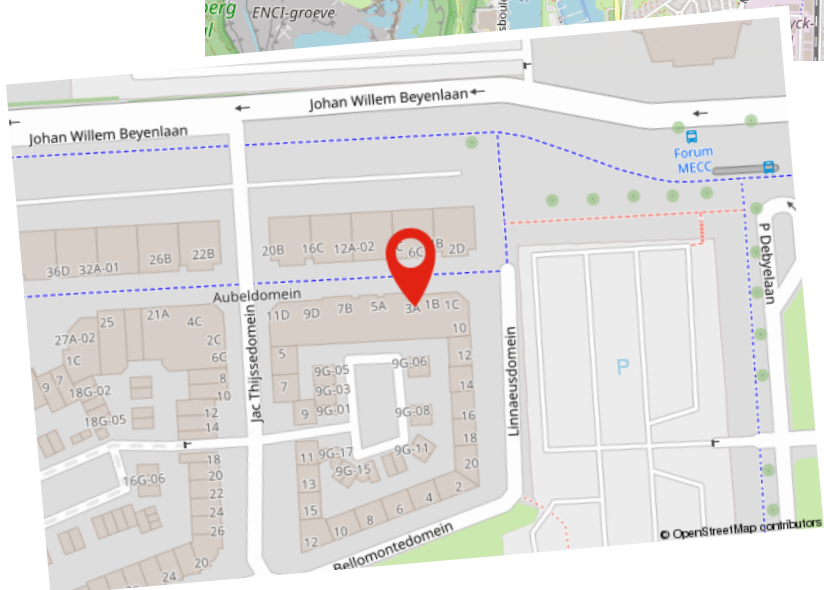 ENCI-groeve
Johan Willem Beyenlaan
Johan Willem Beyenlaan
Forum
MECC
P Debyelaan
20B 16C 12A-02 6C 2D
36D 32A-01 26B 22B
Aubeldomein
11D 9D 7B 5A 3A 1B 1C
25 21A 4C
27A-02 2C
1C 6C
10
12
5
9G-05 9G-06
Jac Thijssedomein
Linnaeusdomein
P
9 7
18G-02
8
10
7
9G-03
14
9 9G-01 9G-08
16
18G-05 12
14
11 9G-17 9G-11
18
9G-15
20
18
16G-06 20
13
2
22
15
4
24
6
26
8
10
12
20
24
Bellomontedomein
© OpenStreetMap contributors